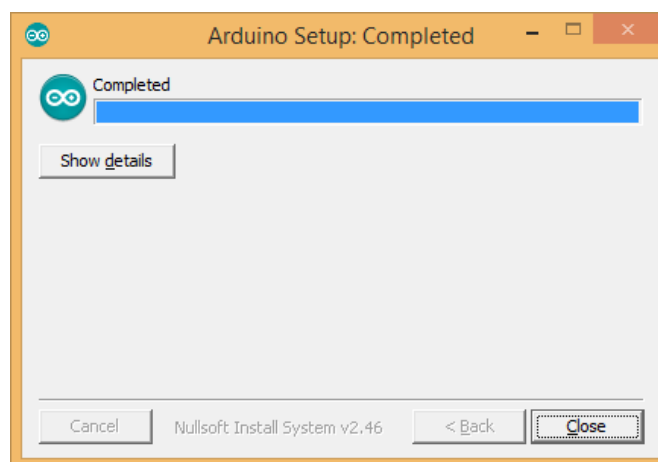 Arduino Setup: Completed
Completed
Show details
Cancel
Nullsoft Install System v2.46
< Back
Close